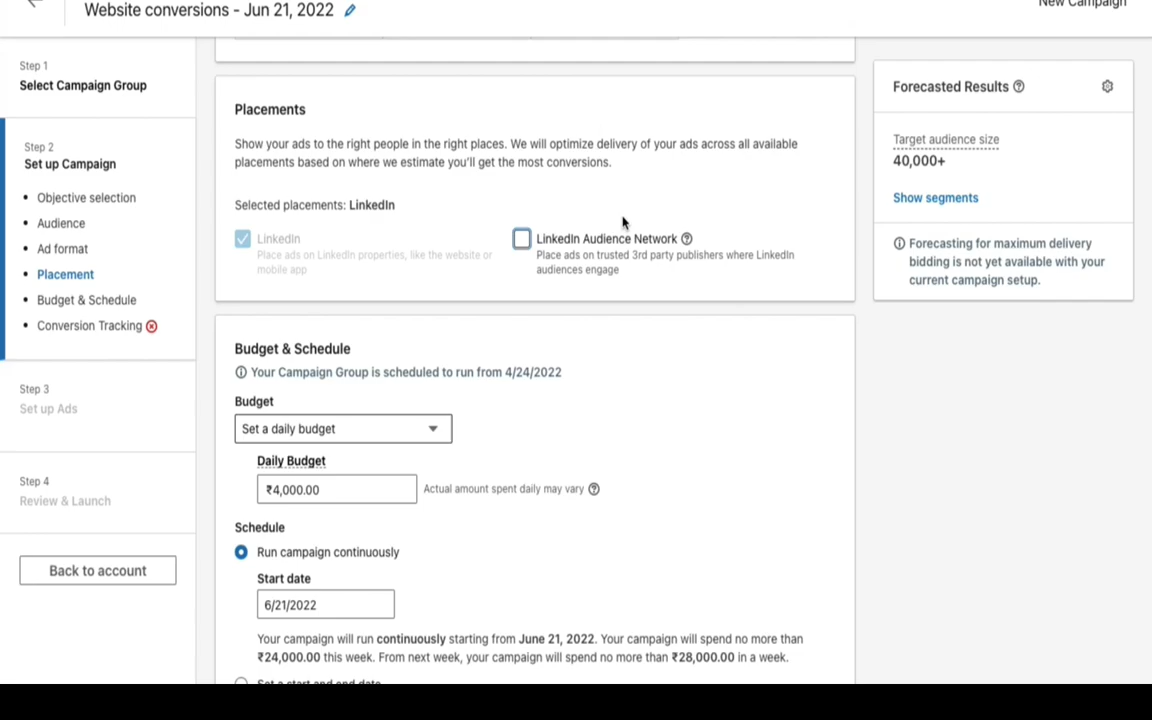 Website conversions - Jun 21, 2022
New Campaign
Step 1
Select Campaign Group
Step 2
Set up Campaign
• Objective selection
• Audience
• Ad format
• Placement
• Budget & Schedule
• Conversion Tracking
Step 3
Set up Ads
Step 4
Review & Launch
Back to account
Placements
Show your ads to the right people in the right places. We will optimize delivery of your ads across all available
placements based on where we estimate you'll get the most conversions.
Selected placements: LinkedIn
LinkedIn
Place ads on LinkedIn properties, like the website or
mobile app
LinkedIn Audience Network
Place ads on trusted 3rd party publishers where LinkedIn
audiences engage
Budget & Schedule
Your Campaign Group is scheduled to run from 4/24/2022
Budget
Set a daily budget
Daily Budget
₹4,000.00
Actual amount spent daily may vary
Schedule
Run campaign continuously
Start date
6/21/2022
Your campaign will run continuously starting from June 21, 2022. Your campaign will spend no more than
₹24,000.00 this week. From next week, your campaign will spend no more than ₹28,000.00 in a week.
Set a start and end date
Forecasted Results
Target audience size
40,000+
Show segments
Forecasting for maximum delivery
bidding is not yet available with your
current campaign setup.